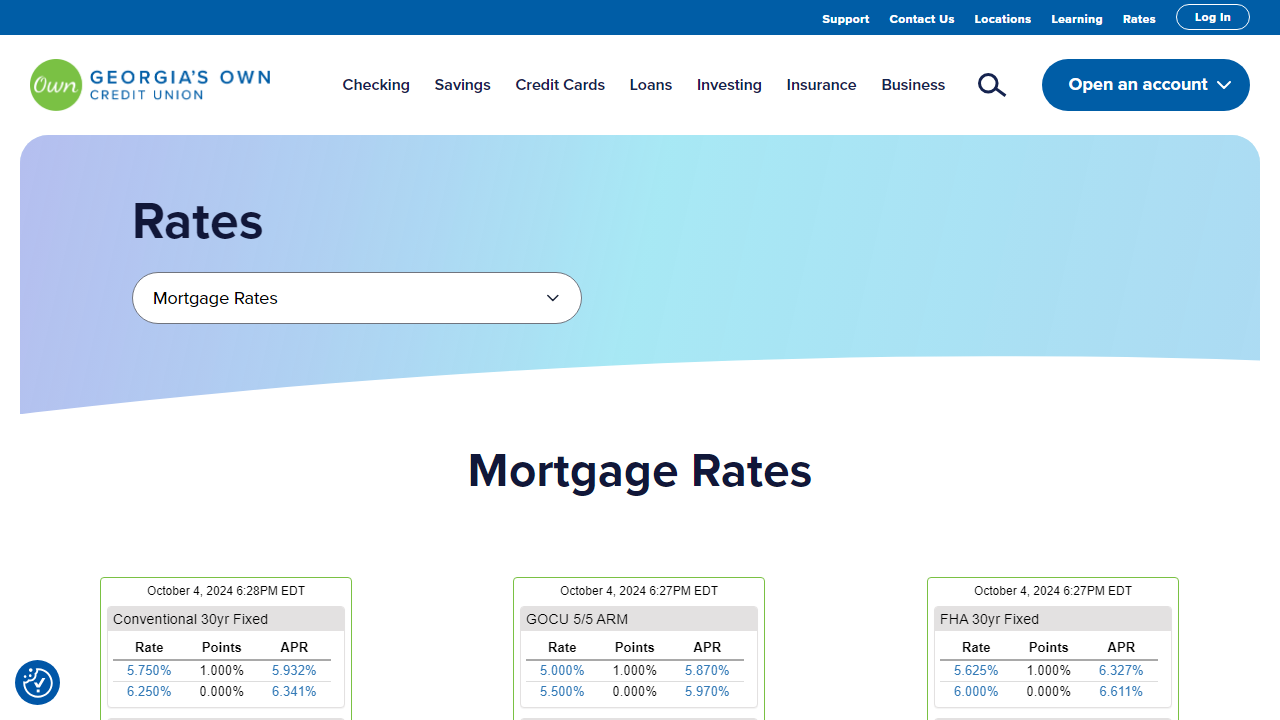 Support Contact Us Locations Learning Rates Log In
Own GEORGIA'S OWN
CREDIT UNION
Checking Savings Credit Cards Loans Investing Insurance Business Open an account
Rates
Mortgage Rates
Mortgage Rates
October 4, 2024 6:28PM EDT
Conventional 30yr Fixed
Rate Points APR
5.750% 1.000% 5.932%
6.250% 0.000% 6.341%
October 4, 2024 6:27PM EDT
GOCU 5/5 ARM
Rate Points APR
5.000% 1.000% 5.870%
5.500% 0.000% 5.970%
October 4, 2024 6:27PM EDT
FHA 30yr Fixed
Rate Points APR
5.625% 1.000% 6.327%
6.000% 0.000% 6.611%